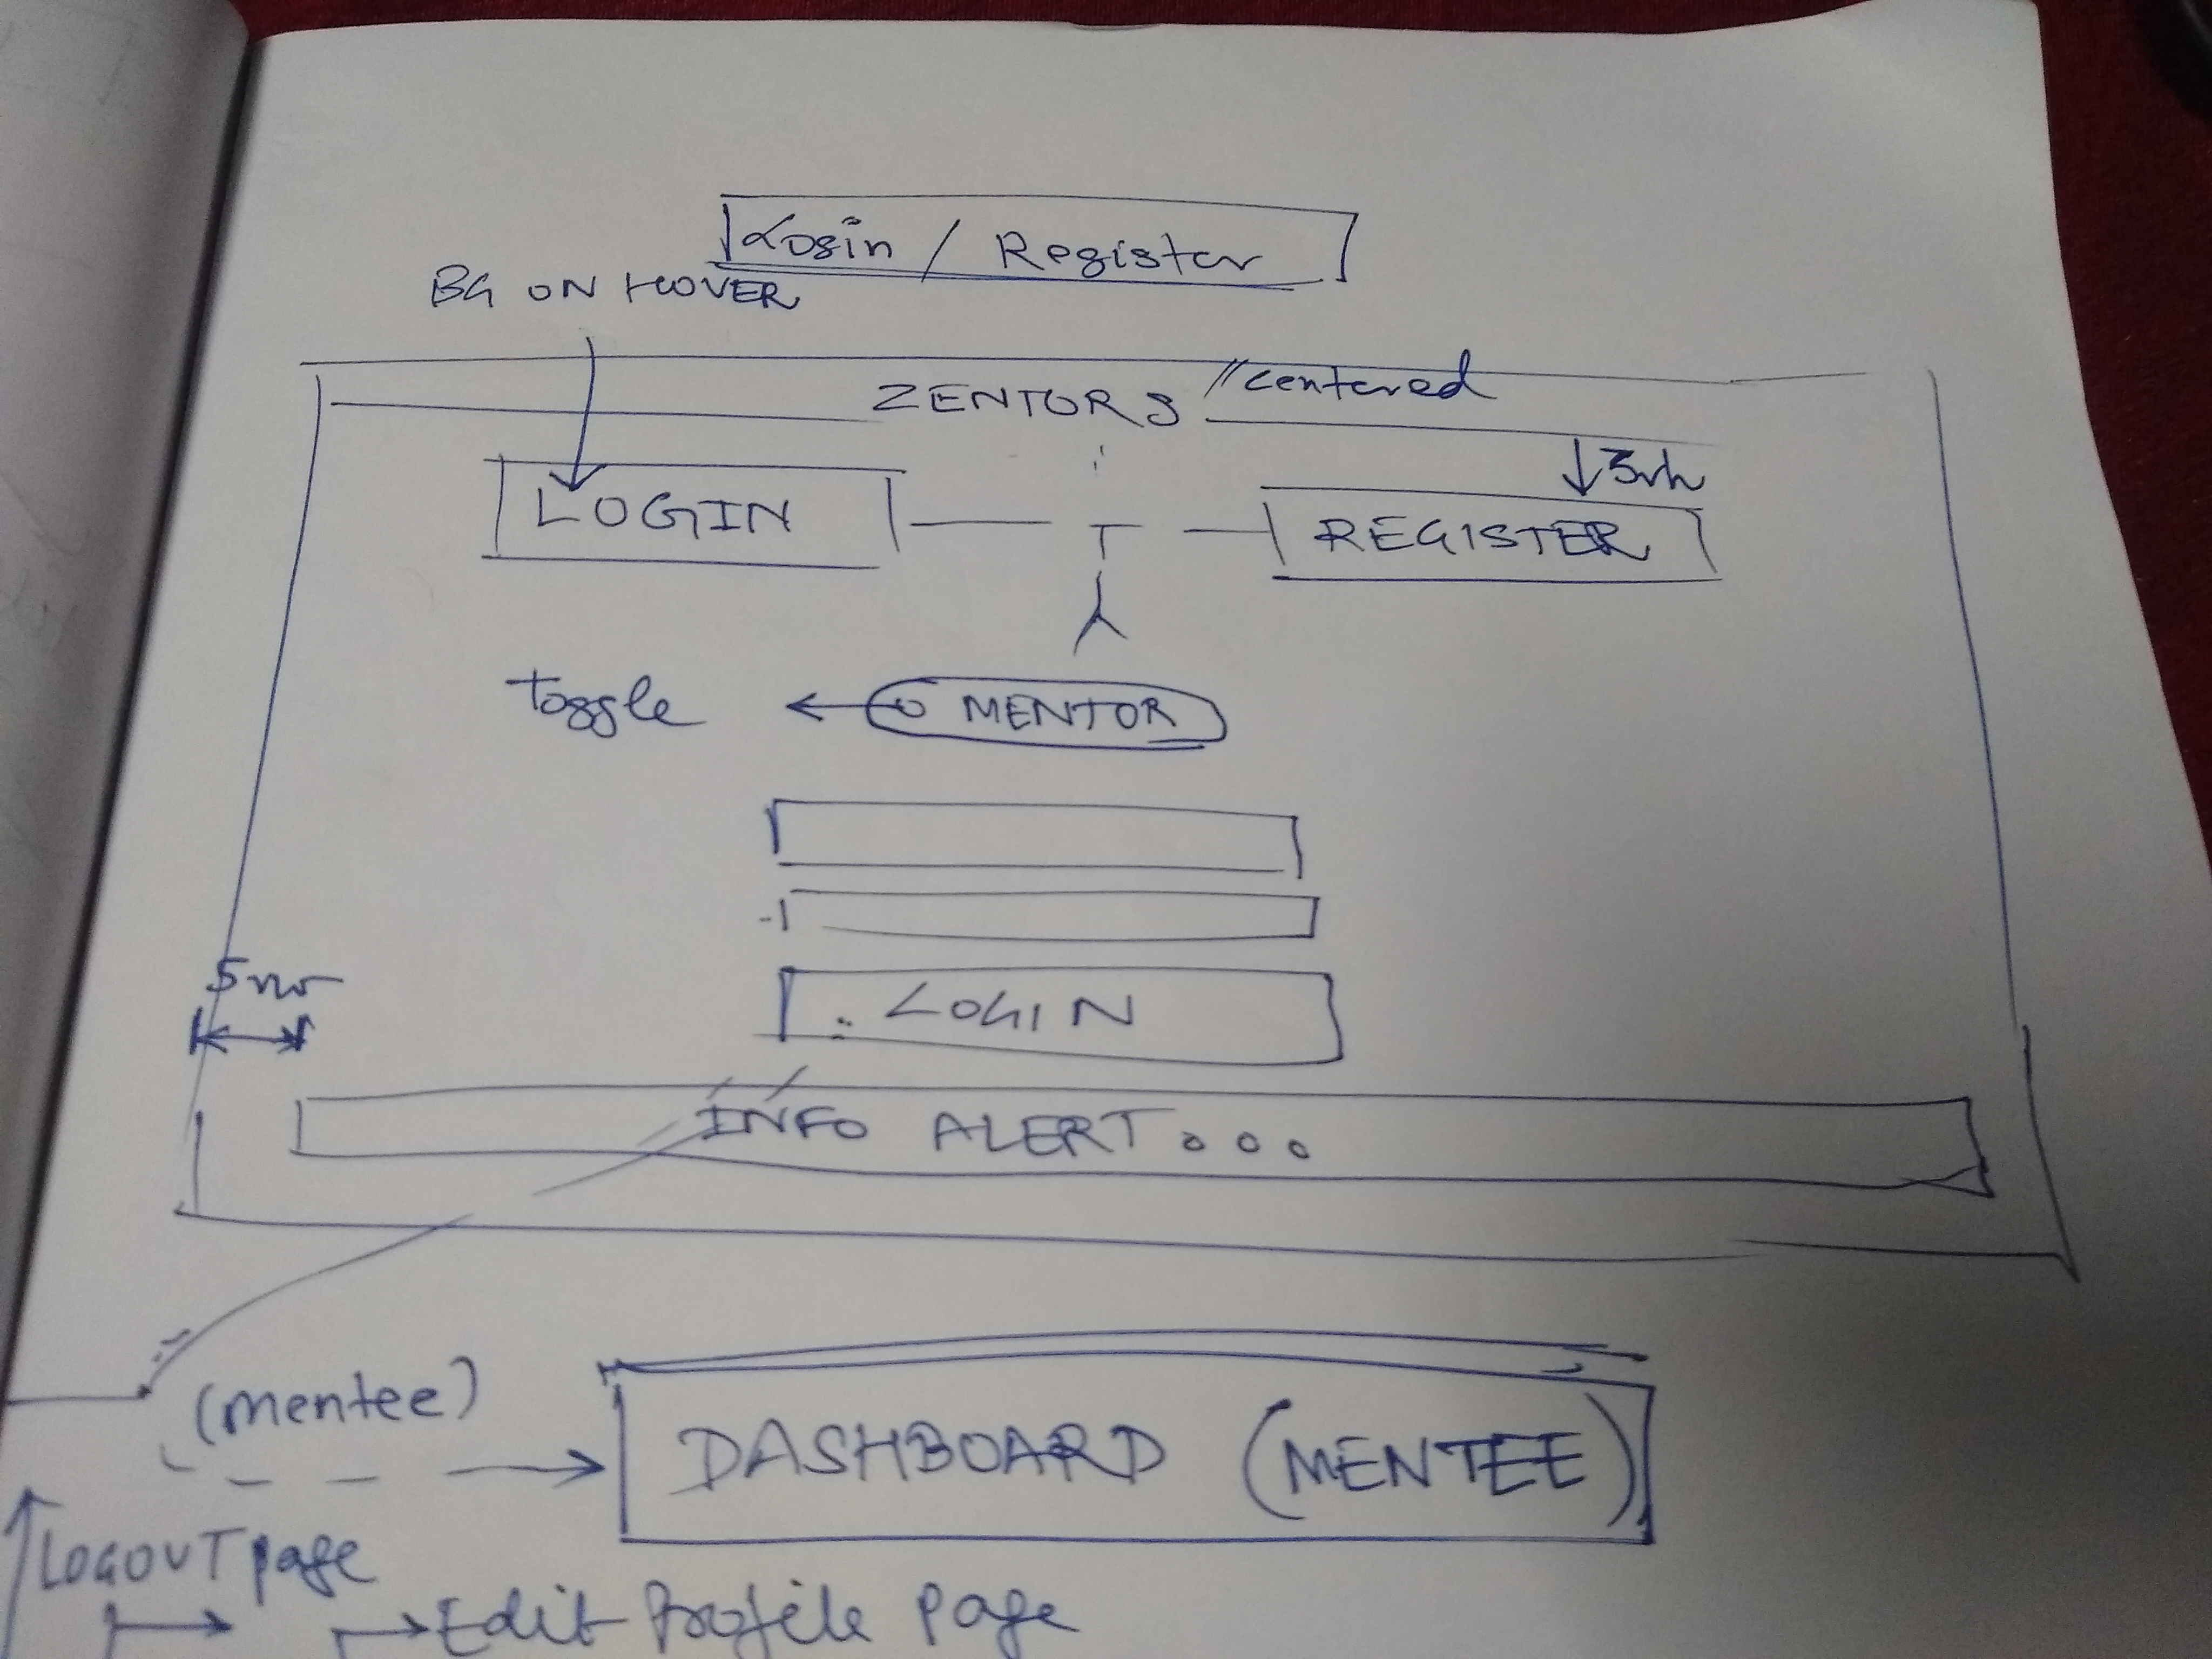 Login / Register
BG ON HOVER
ZENTORS // centered
↓ 3vh
LOGIN
REGISTER
toggle ← MENTOR
5vw
LOGIN
INFO ALERT...
(mentee)
DASHBOARD (MENTEE)
LOGOUT page
Edit Profile page